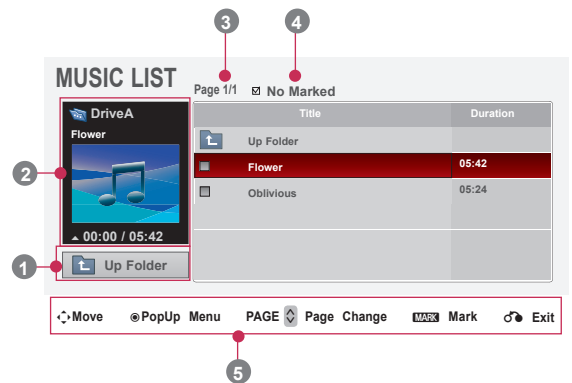 3
4
MUSIC LIST
Page 1/1
No Marked
DriveA
Flower
00:00 / 05:42
Up Folder
Title
Duration
Up Folder
Flower
05:42
Oblivious
05:24
2
1
Move
PopUp Menu
PAGE
Page Change
MARK
Mark
Exit
5